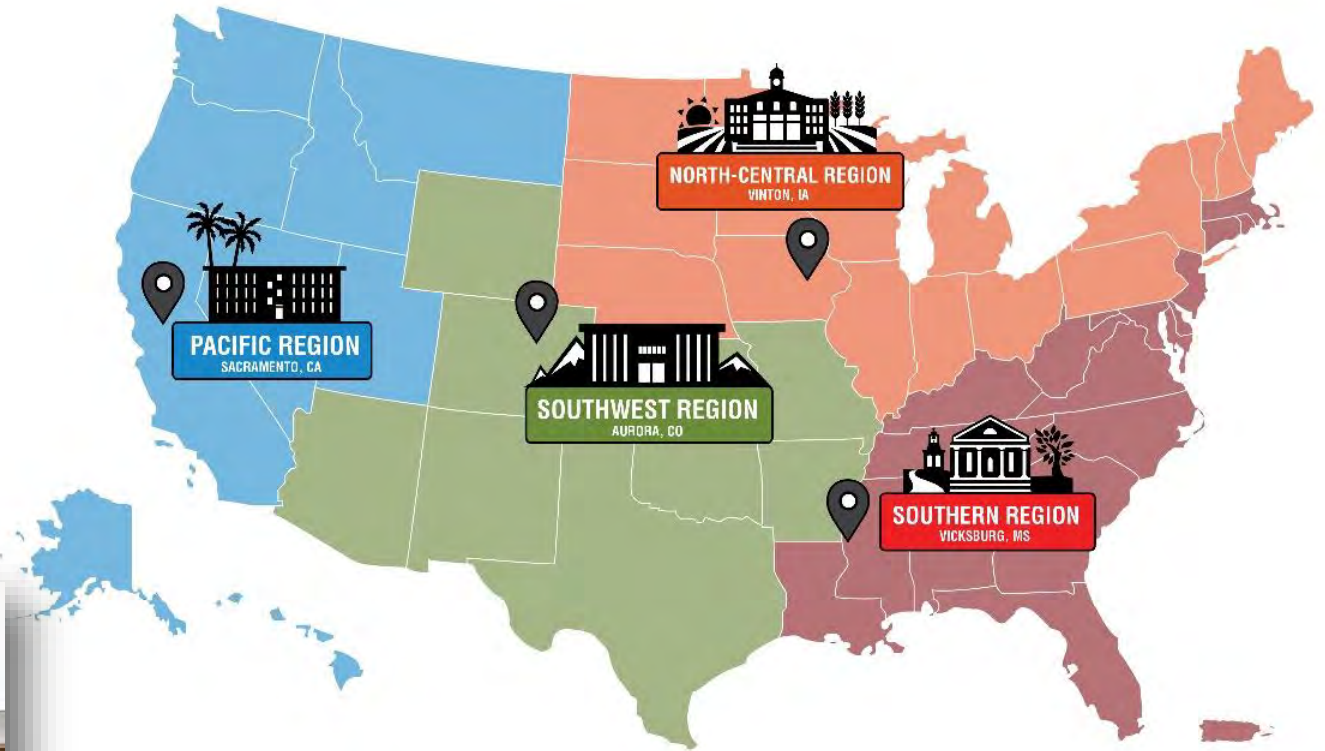 NORTH-CENTRAL REGION
VINTON, IA
PACIFIC REGION
SACRAMENTO, CA
SOUTHWEST REGION
AURORA, CO
SOUTHERN REGION
VICKSBURG, MS